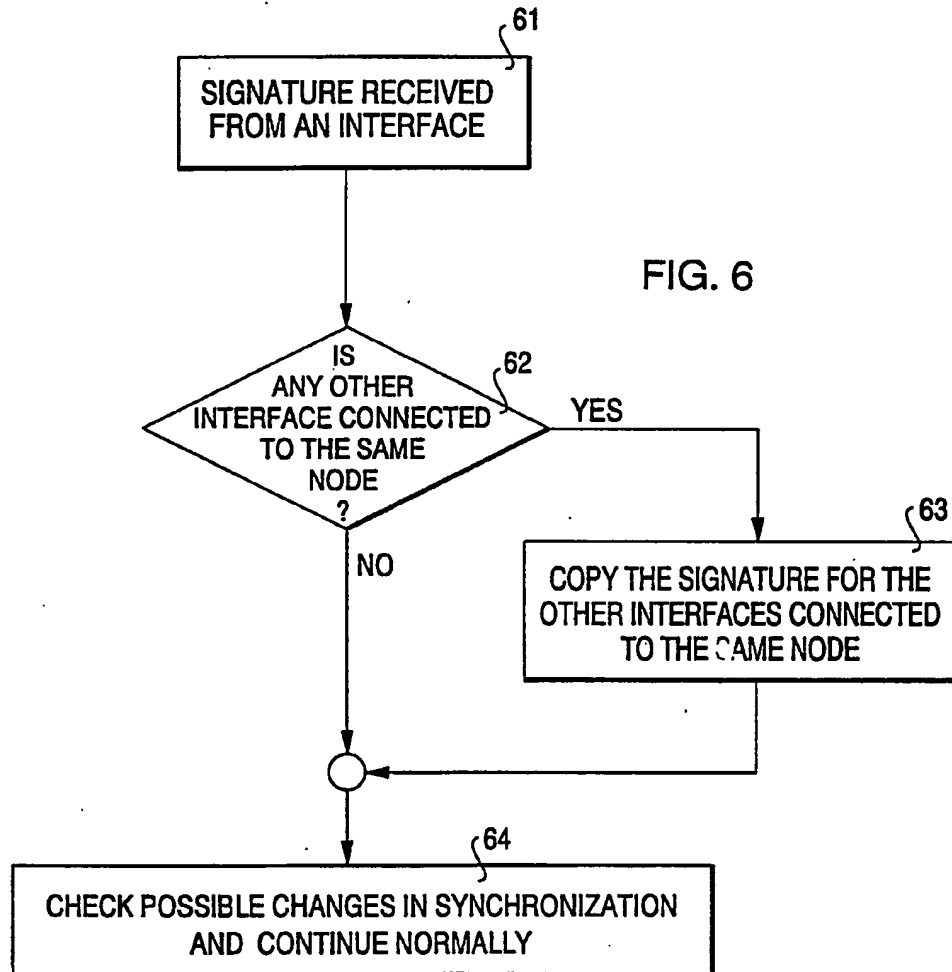 61
SIGNATURE RECEIVED
FROM AN INTERFACE
FIG. 6
IS
ANY OTHER
INTERFACE CONNECTED
TO THE SAME
NODE
?
62
YES
NO
63
COPY THE SIGNATURE FOR THE
OTHER INTERFACES CONNECTED
TO THE SAME NODE
64
CHECK POSSIBLE CHANGES IN SYNCHRONIZATION
AND CONTINUE NORMALLY